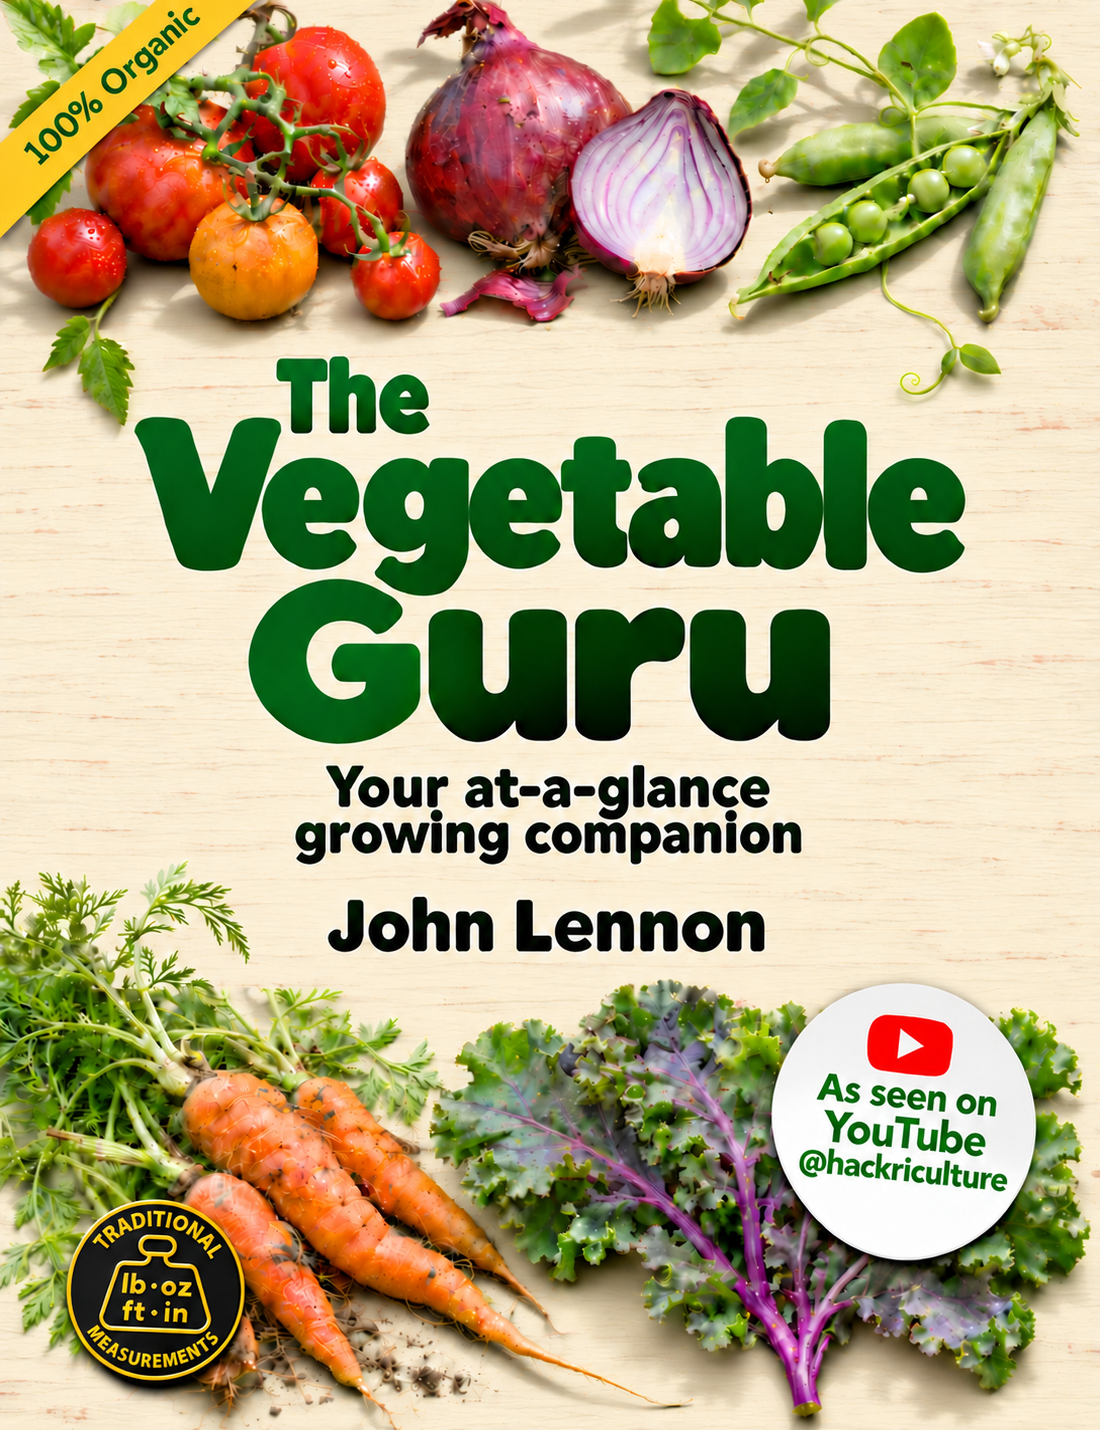 100% Organic
The
Vegetable
Guru
Your at-a-glance
growing companion
John Lennon
As seen on
YouTube
@hackriculture
TRADITIONAL
lb·oz
ft·in
MEASUREMENTS